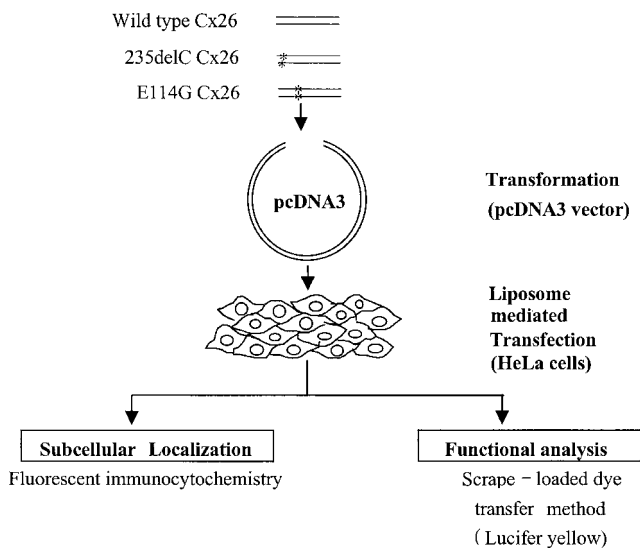 Wild type Cx26
235delC Cx26
E114G Cx26
pcDNA3
Transformation
(pcDNA3 vector)
Liposome
mediated
Transfection
(HeLa cells)
Subcellular Localization
Fluorescent immunocytochemistry
Functional analysis
Scrape - loaded dye
transfer method
( Lucifer yellow)